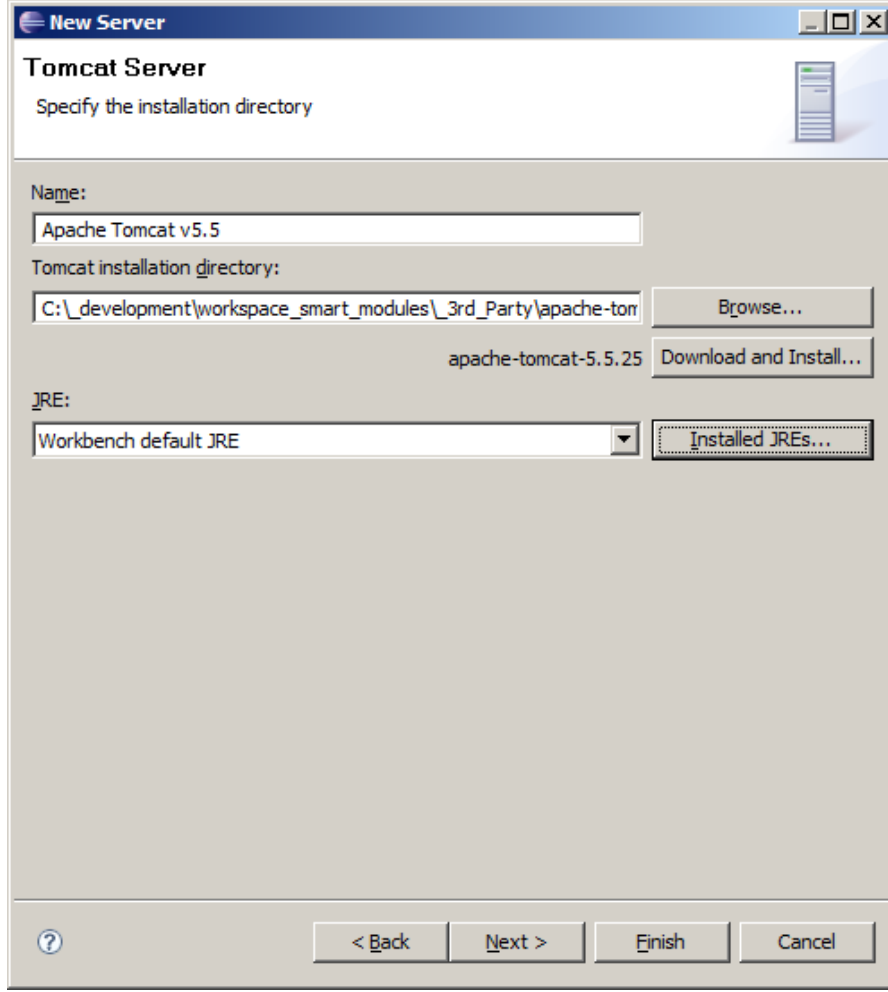 New Server
Tomcat Server
Specify the installation directory
Name:
Apache Tomcat v5.5
Tomcat installation directory:
C:\_development\workspace_smart_modules\_3rd_Party\apache-tom
Browse...
apache-tomcat-5.5.25 Download and Install...
JRE:
Workbench default JRE
Installed JREs...
< Back Next > Finish Cancel